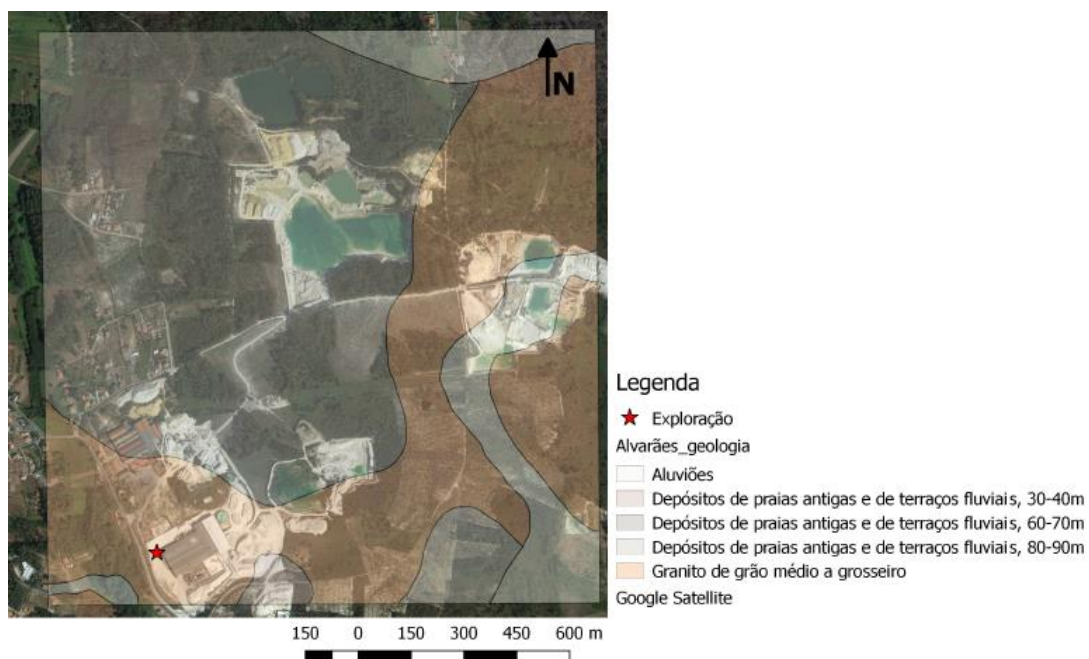 N
Legenda
Exploração
Alvarães_geologia
Aluviões
Depósitos de praias antigas e de terraços fluviais, 30-40m
Depósitos de praias antigas e de terraços fluviais, 60-70m
Depósitos de praias antigas e de terraços fluviais, 80-90m
Granito de grão médio a grosseiro
Google Satellite
150 0 150 300 450 600 m